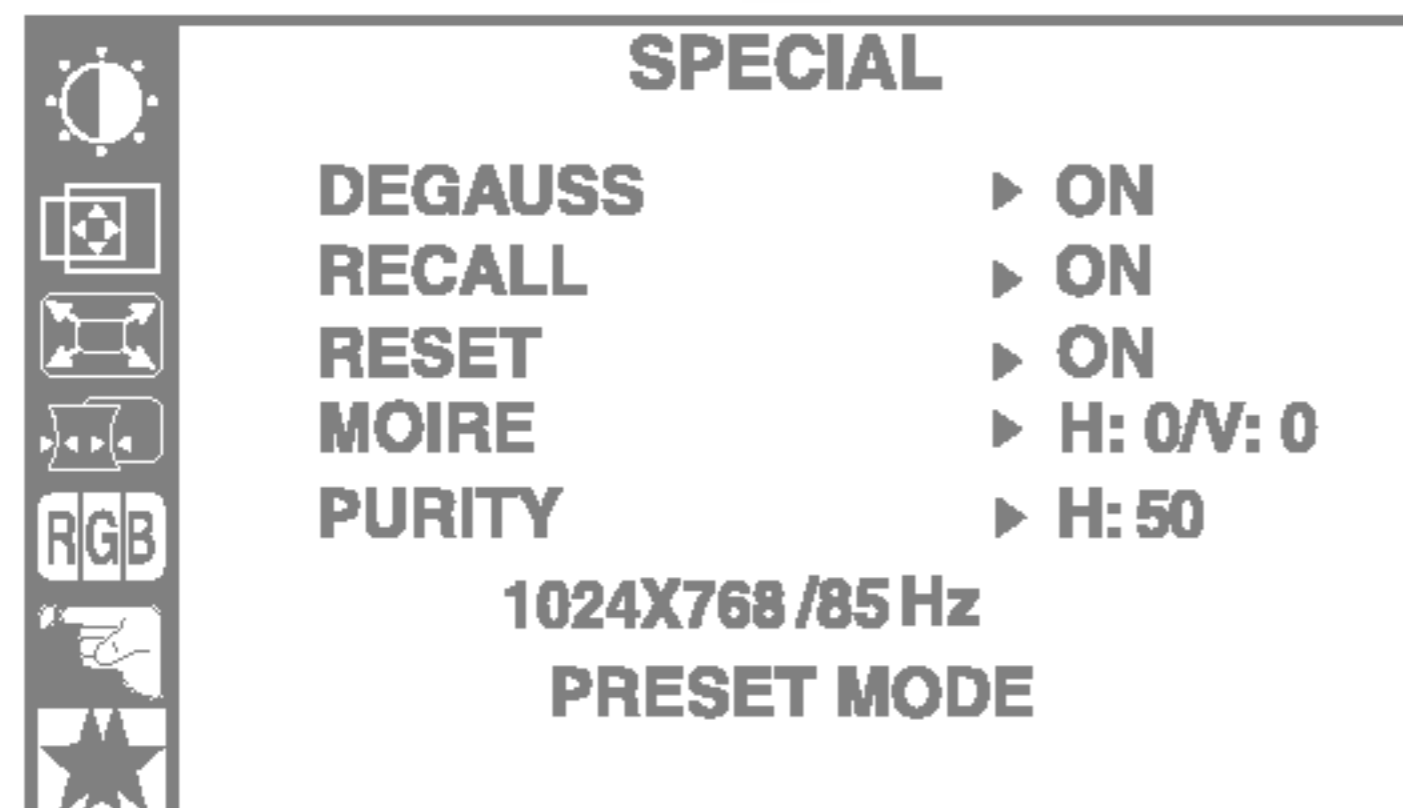 SPECIAL
DEGAUSS ▶ ON
RECALL ▶ ON
RESET ▶ ON
MOIRE ▶ H: 0/V: 0
PURITY ▶ H: 50
RGB
1024X768 /85 Hz
PRESET MODE